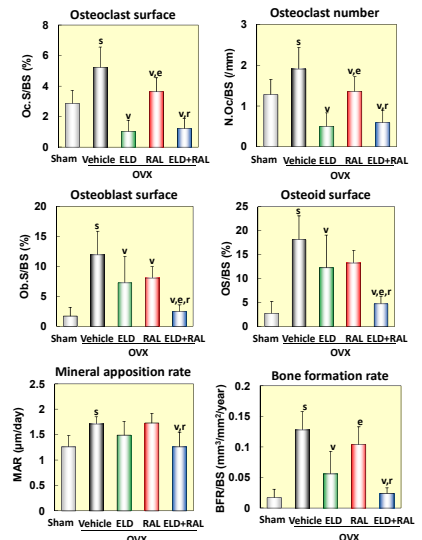 Osteoclast surface
Oc.S/BS (%)
8
6
4
2
0
s
v
v,e
v,r
Sham Vehicle ELD RAL ELD+RAL
OVX
Osteoclast number
N.Oc/BS (/mm)
3
2
1
0
s
v
v,e
v,r
Sham Vehicle ELD RAL ELD+RAL
OVX
Osteoblast surface
Ob.S/BS (%)
20
15
10
5
0
s
v
v
v,e,r
Sham Vehicle ELD RAL ELD+RAL
OVX
Osteoid surface
OS/BS (%)
20
15
10
5
0
s
v
v,e,r
Sham Vehicle ELD RAL ELD+RAL
OVX
Mineral apposition rate
MAR (µm/day)
2.5
2
1.5
1
0.5
0
s
v,r
Sham Vehicle ELD RAL ELD+RAL
OVX
Bone formation rate
BFR/BS (mm³/mm²/year)
0.2
0.15
0.1
0.05
0
s
v
e
v,r
Sham Vehicle ELD RAL ELD+RAL
OVX